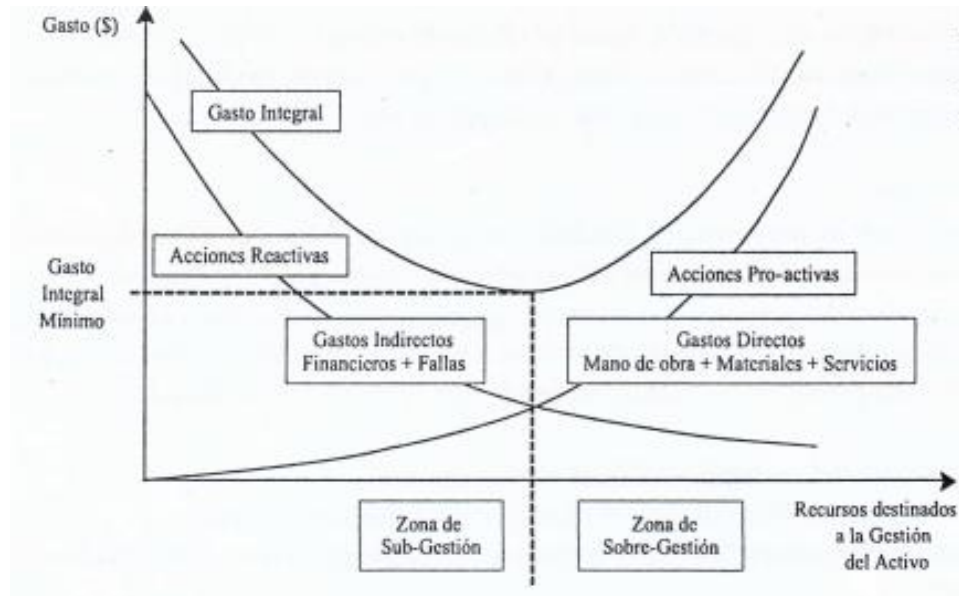 Gasto ($)
Gasto Integral
Acciones Reactivas
Gasto
Integral
Mínimo
Acciones Pro-activas
Gastos Indirectos
Financieros + Fallas
Gastos Directos
Mano de obra + Materiales + Servicios
Zona de
Sub-Gestión
Zona de
Sobre-Gestión
Recursos destinados
a la Gestión
del Activo